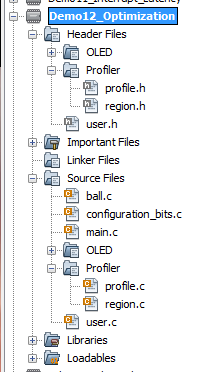 Demo11_Interrupt_Latency
Demo12_Optimization
Header Files
OLED
Profiler
profile.h
region.h
user.h
Important Files
Linker Files
Source Files
ball.c
configuration_bits.c
main.c
OLED
Profiler
profile.c
region.c
user.c
Libraries
Loadables